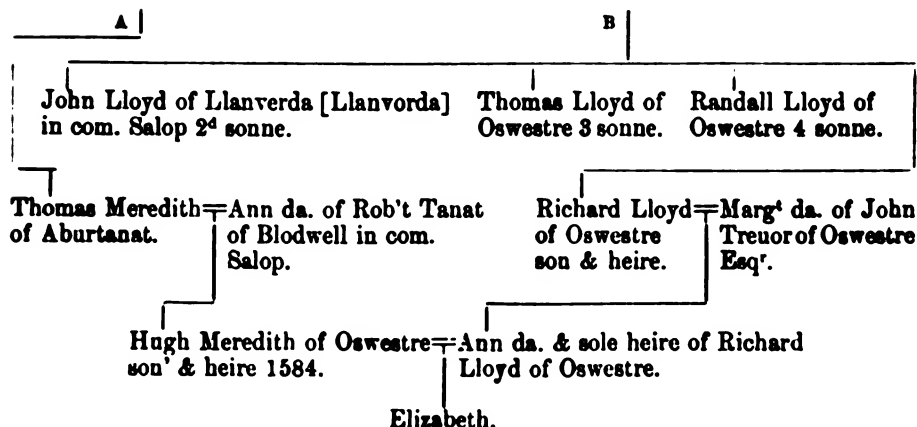 A
B
John Lloyd of Llanverda [Llanvorda]
in com. Salop 2d sonne.
Thomas Lloyd of
Oswestre 3 sonne.
Randall Lloyd of
Oswestre 4 sonne.
Thomas Meredith
of Aburtanat.
Ann da. of Rob't Tanat
of Blodwell in com.
Salop.
Richard Lloyd
of Oswestre
son & heire.
Margt da. of John
Treuor of Oswestre
Esqr.
Hugh Meredith of Oswestre
son' & heire 1584.
Ann da. & sole heire of Richard
Lloyd of Oswestre.
Elizabeth.